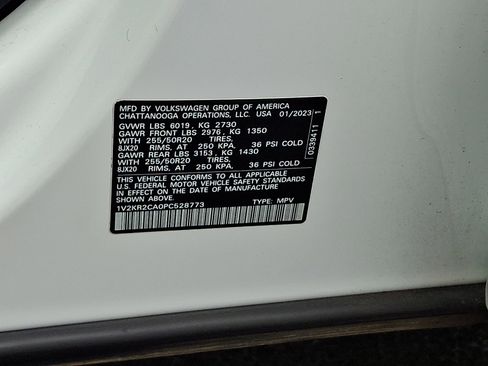 MFD BY VOLKSWAGEN GROUP OF AMERICA
CHATTANOOGA OPERATIONS, LLC. USA 01/2023
GVWR LBS 6019, KG 2730
GAWR FRONT LBS 2976, KG 1350
WITH 255/50R20 TIRES,
8JX20 RIMS, AT 250 KPA. 36 PSI COLD
GAWR REAR LBS 3153, KG 1430
WITH 255/50R20 TIRES,
8JX20 RIMS, AT 250 KPA. 36 PSI COLD
THIS VEHICLE CONFORMS TO ALL APPLICABLE
U.S. FEDERAL MOTOR VEHICLE SAFETY STANDARDS
IN EFFECT ON THE DATE OF MANUFACTURE
SHOWN ABOVE.
1V2KR2CA0PC528773 TYPE: MPV
0539411 1